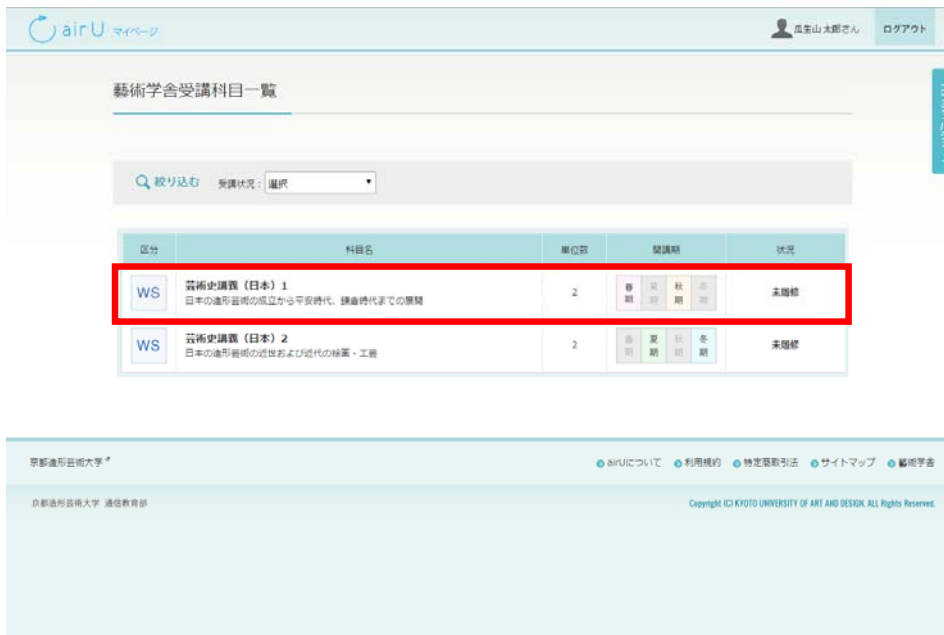 air U マイページ
瓜生山太郎さん ログアウト
藝術学舎受講科目一覧
絞り込む 受講状況： 選択
区分 科目名 単位数 開講期 状況
WS 芸術史講義（日本）1 2 春期 夏期 秋期 冬期 未履修
日本の造形芸術の成立から平安時代、鎌倉時代までの展開
WS 芸術史講義（日本）2 2 春期 夏期 秋期 冬期 未履修
日本の造形芸術の近世および近代の絵画・工芸
京都造形芸術大学 airUについて 利用規約 特定商取引法 サイトマップ 藝術学舎
京都造形芸術大学 通信教育部 Copyright (C) KYOTO UNIVERSITY OF ART AND DESIGN. ALL Rights Reserved.